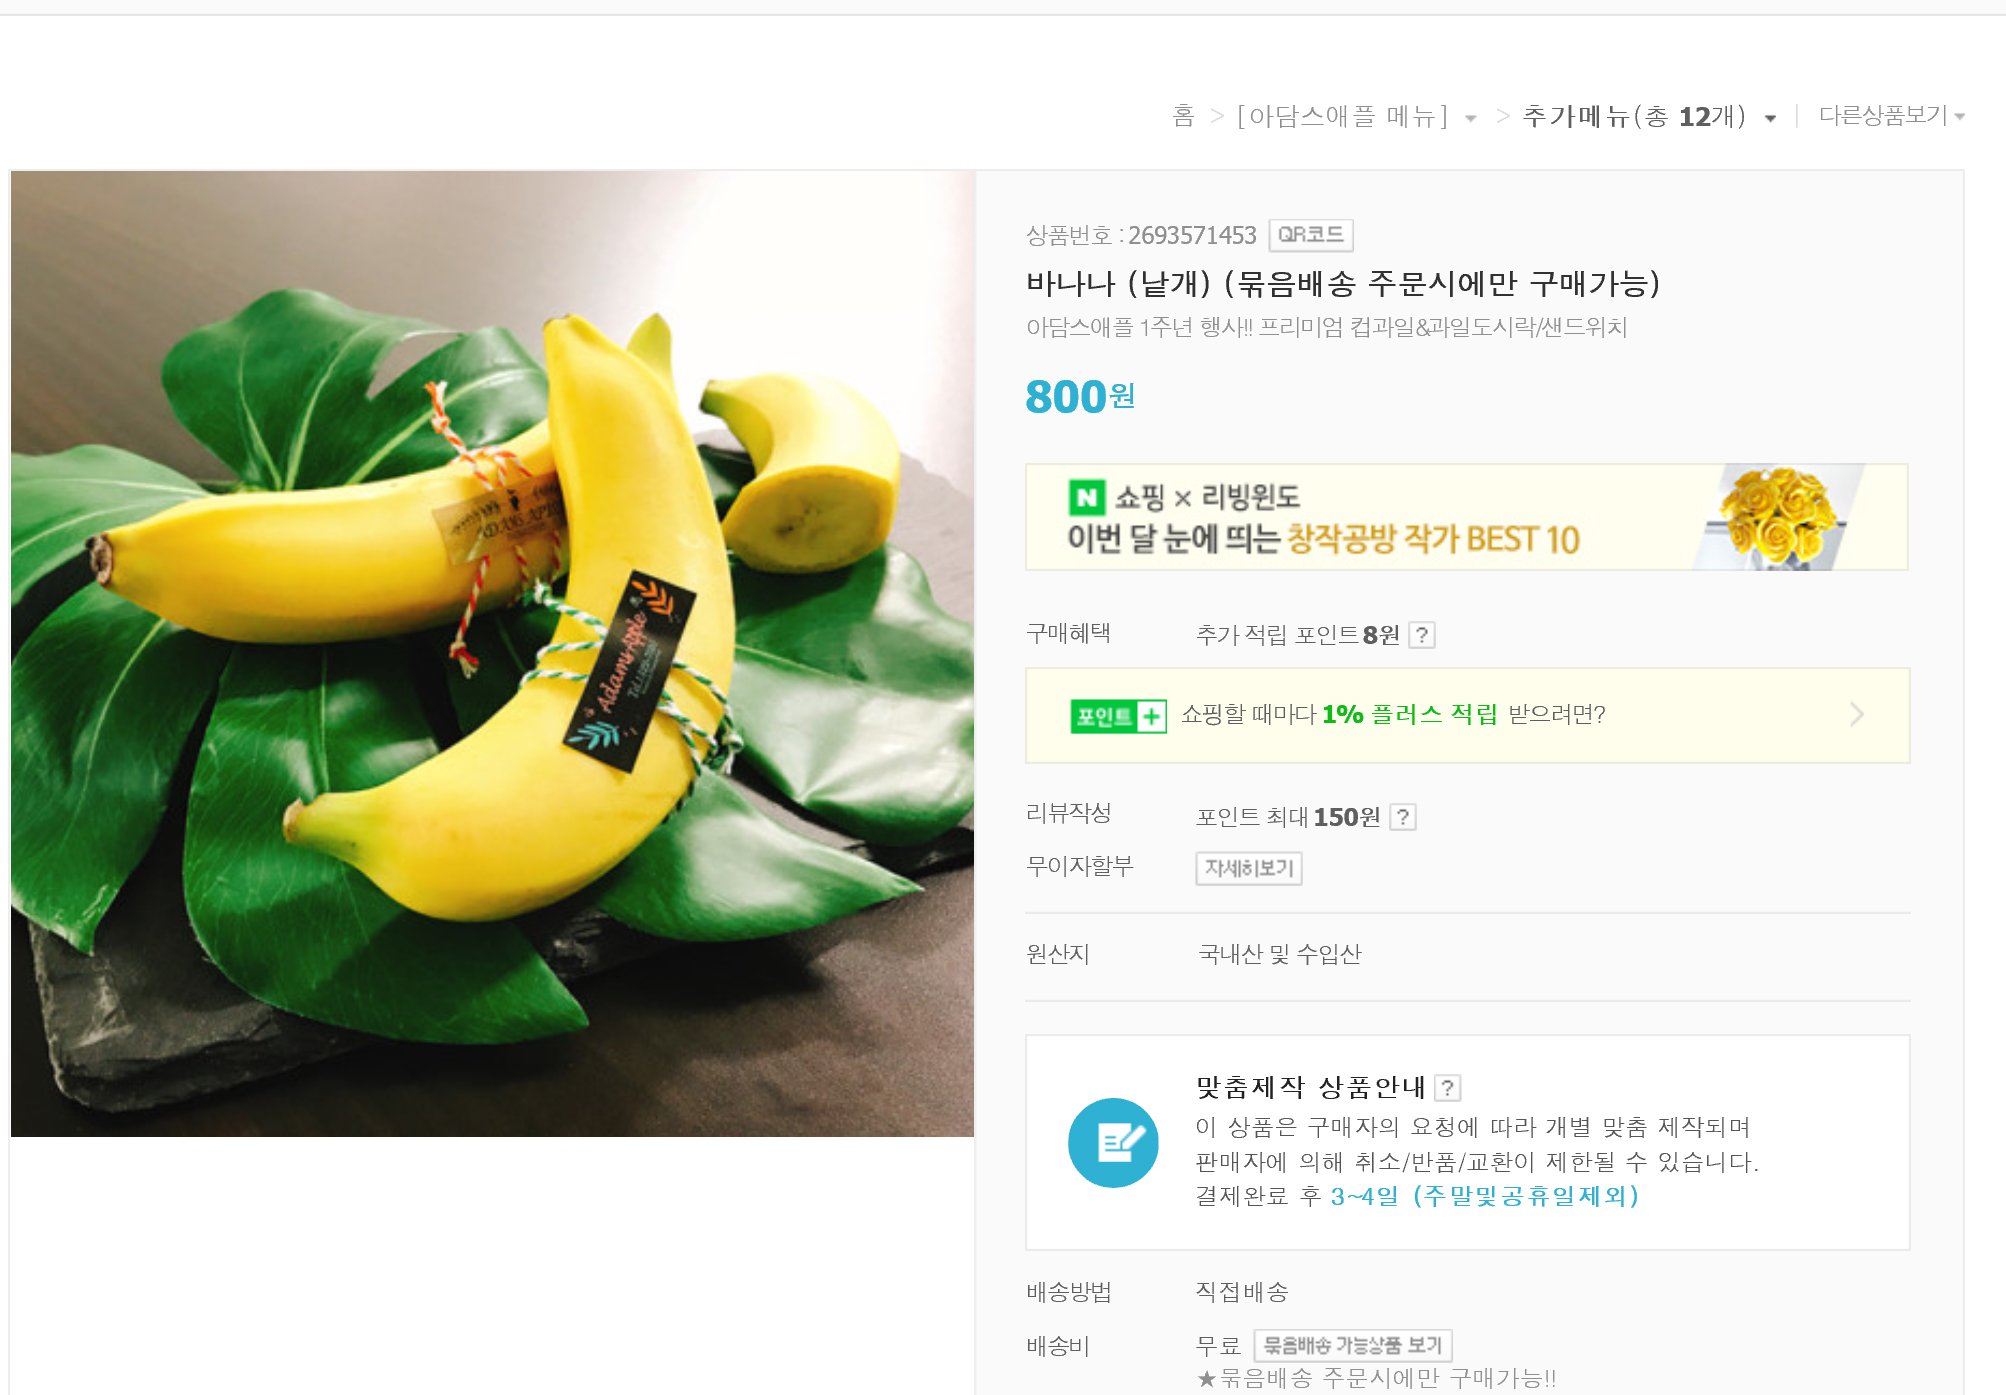 홈 > [아담스애플 메뉴] > 추가메뉴(총 12개) | 다른상품보기
상품번호 : 2693571453 QR코드
바나나 (낱개) (묶음배송 주문시에만 구매가능)
아담스애플 1주년 행사!! 프리미엄 컵과일&과일도시락/샌드위치
800원
N 쇼핑 × 리빙윈도
이번 달 눈에 띄는 창작공방 작가 BEST 10
구매혜택 추가 적립 포인트 8원 ?
포인트 + 쇼핑할 때마다 1% 플러스 적립 받으려면?
리뷰작성 포인트 최대 150원 ?
무이자할부 자세히보기
원산지 국내산 및 수입산
맞춤제작 상품안내 ?
이 상품은 구매자의 요청에 따라 개별 맞춤 제작되며
판매자에 의해 취소/반품/교환이 제한될 수 있습니다.
결제완료 후 3~4일 (주말및공휴일제외)
배송방법 직접배송
배송비 무료 묶음배송 가능상품 보기
★묶음배송 주문시에만 구매가능!!
AdamsApple